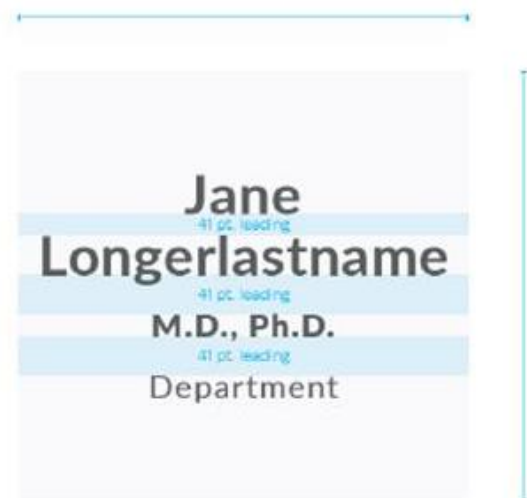 Jane
41 pt. leading
Longerlastname
41 pt. leading
M.D., Ph.D.
41 pt. leading
Department